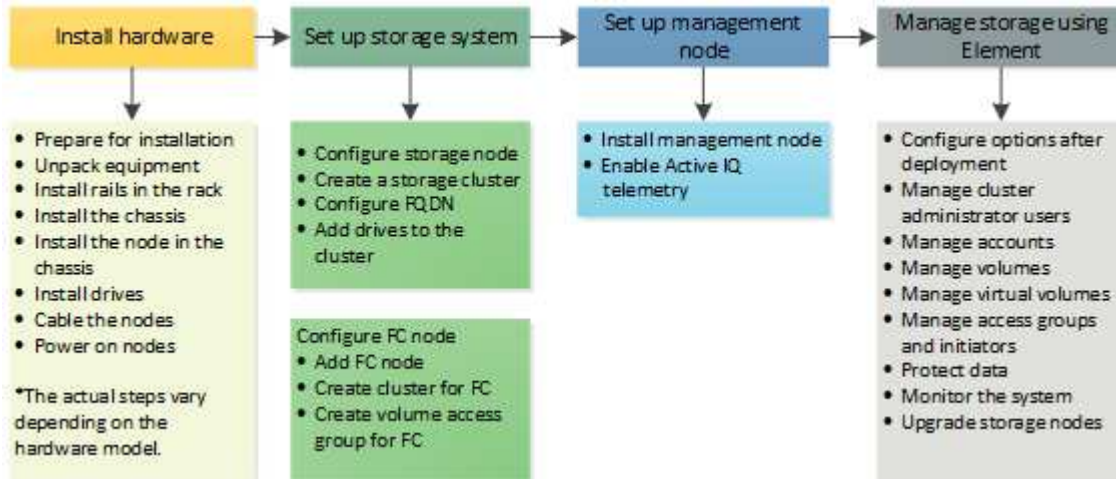 Install hardware
Set up storage system
Set up management
node
Manage storage using
Element
• Prepare for installation
• Unpack equipment
• Install rails in the rack
• Install the chassis
• Install the node in the
chassis
• Install drives
• Cable the nodes
• Power on nodes
*The actual steps vary
depending on the
hardware model.
• Configure storage node
• Create a storage cluster
• Configure FQDN
• Add drives to the
cluster
Configure FC node
• Add FC node
• Create cluster for FC
• Create volume access
group for FC
• Install management node
• Enable Active IQ
telemetry
• Configure options after
deployment
• Manage cluster
administrator users
• Manage accounts
• Manage volumes
• Manage virtual volumes
• Manage access groups
and initiators
• Protect data
• Monitor the system
• Upgrade storage nodes